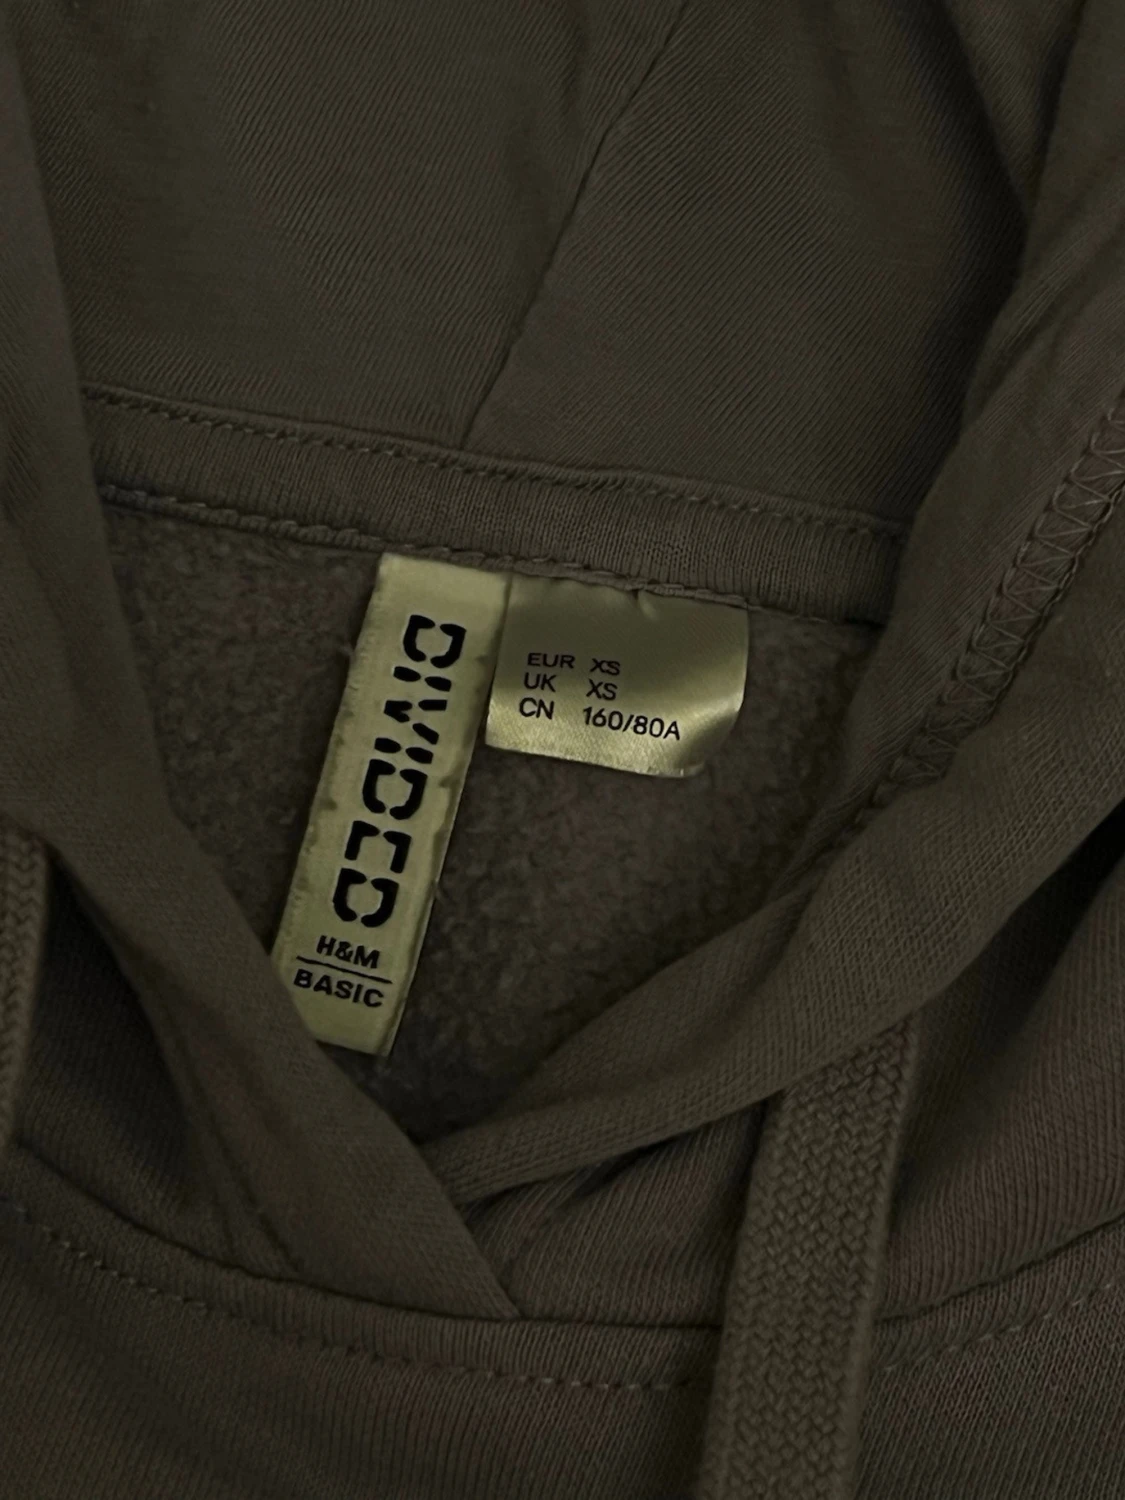 DIVIDED
H&M
BASIC
EUR XS
UK XS
CN 160/80A